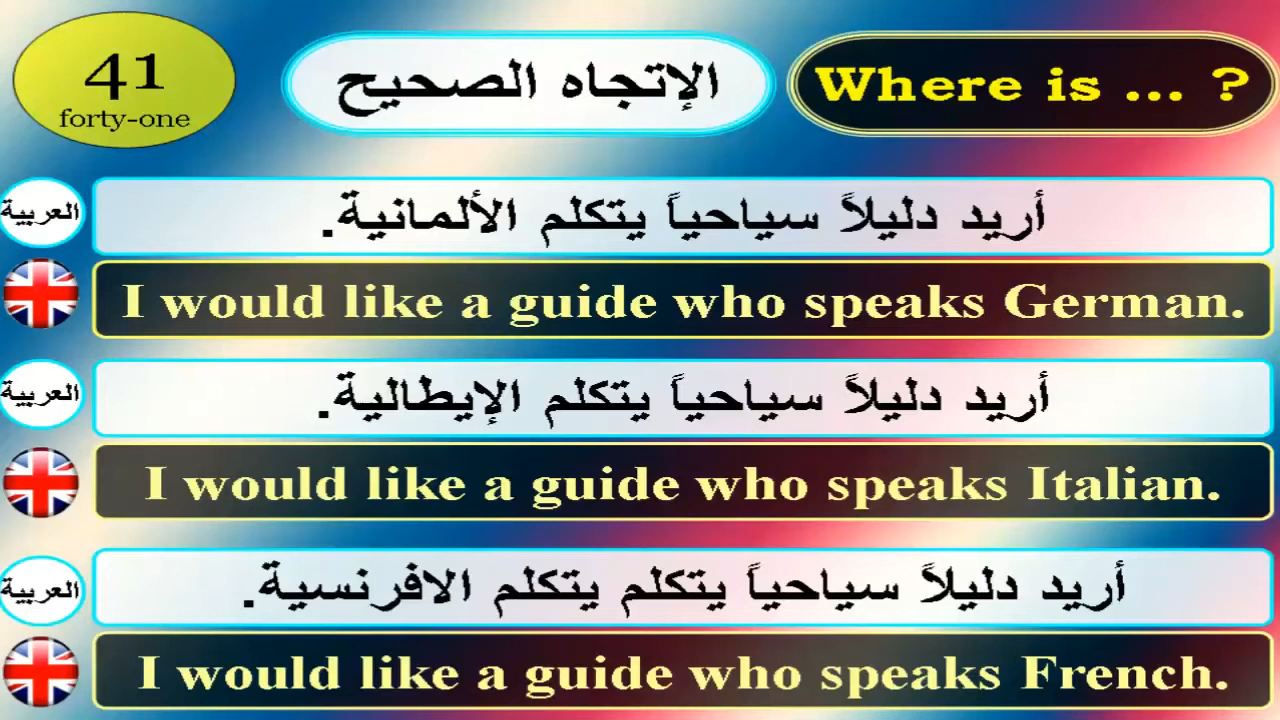 41
forty-one
الإتجاه الصحيح
Where is ... ?
العربية
أريد دليلاً سياحياً يتكلم الألمانية.
I would like a guide who speaks German.
العربية
أريد دليلاً سياحياً يتكلم الإيطالية.
I would like a guide who speaks Italian.
العربية
أريد دليلاً سياحياً يتكلم يتكلم يتكلم الافرنسية.
I would like a guide who speaks French.